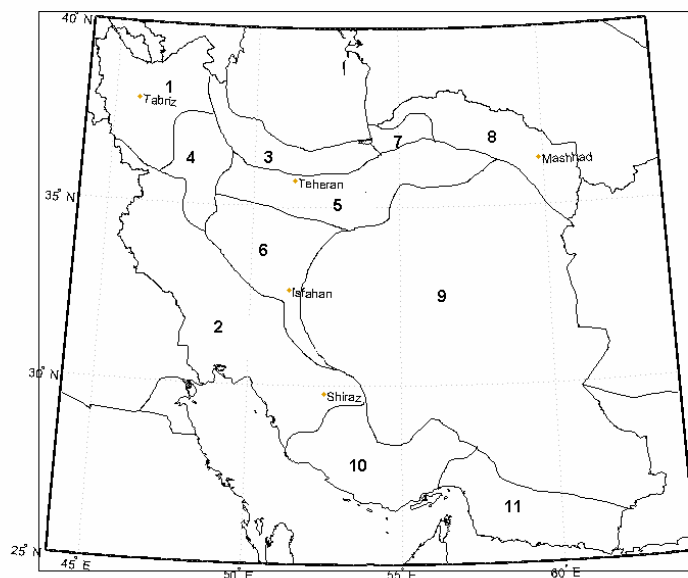 40° N
1
Tabriz
8
7
4
3
Mashhad
Teheran
35° N
5
6
Isfahan
9
2
30° N
Shiraz
10
11
25° N
45° E
50° E
55° E
60° E